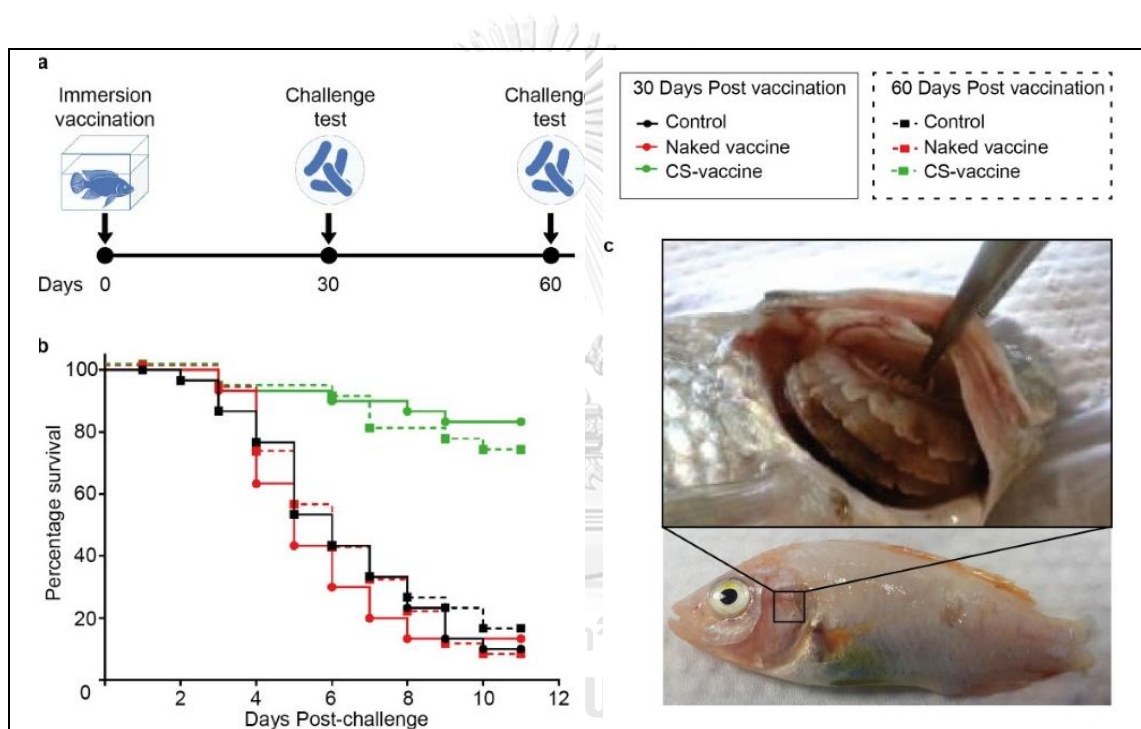 a
Immersion
vaccination
Challenge
test
Challeng
test
Days 0 30 60
30 Days Post vaccination
Control
Naked vaccine
CS-vaccine
60 Days Post vaccination
Control
Naked vaccine
CS-vaccine
b
Percentage survival
100
80
60
40
20
0
0 2 4 6 8 10 12
Days Post-challenge
c